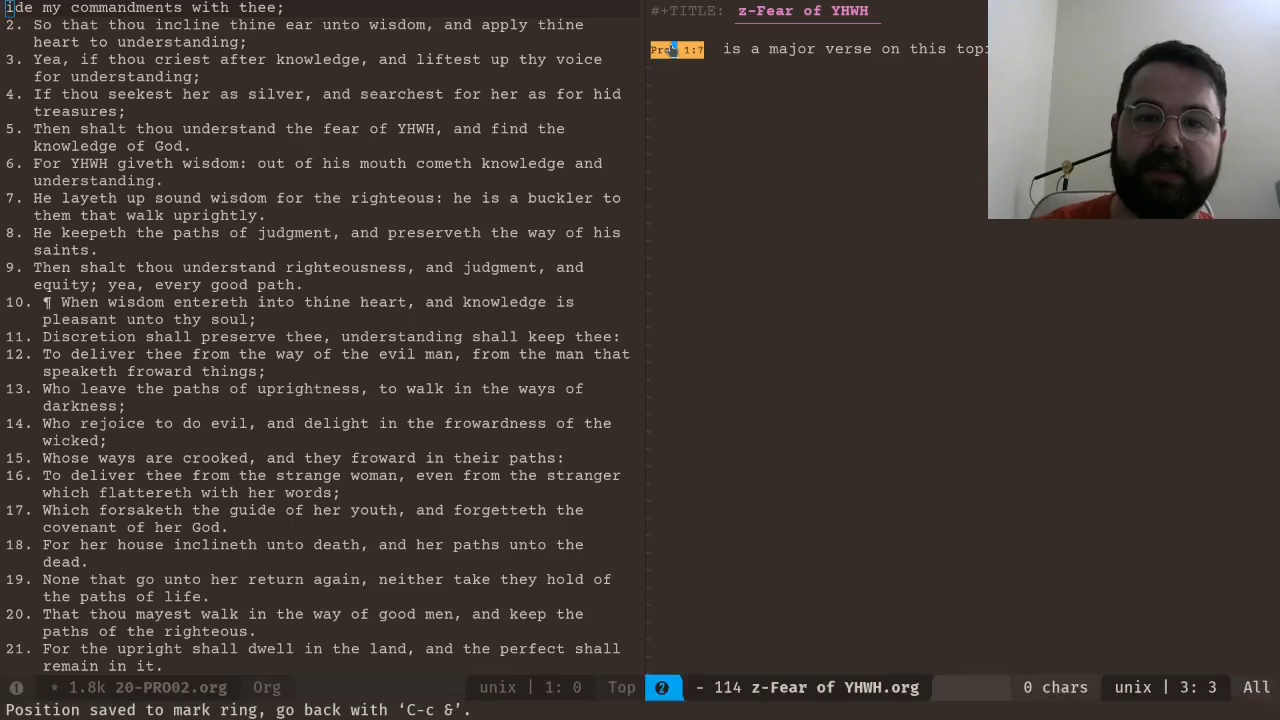 ide my commandments with thee;
2. So that thou incline thine ear unto wisdom, and apply thine
heart to understanding;
3. Yea, if thou criest after knowledge, and liftest up thy voice
for understanding;
4. If thou seekest her as silver, and searchest for her as for hid
treasures;
5. Then shalt thou understand the fear of YHWH, and find the
knowledge of God.
6. For YHWH giveth wisdom: out of his mouth cometh knowledge and
understanding.
7. He layeth up sound wisdom for the righteous: he is a buckler to
them that walk uprightly.
8. He keepeth the paths of judgment, and preserveth the way of his
saints.
9. Then shalt thou understand righteousness, and judgment, and
equity; yea, every good path.
10. ¶ When wisdom entereth into thine heart, and knowledge is
pleasant unto thy soul;
11. Discretion shall preserve thee, understanding shall keep thee:
12. To deliver thee from the way of the evil man, from the man that
speaketh froward things;
13. Who leave the paths of uprightness, to walk in the ways of
darkness;
14. Who rejoice to do evil, and delight in the frowardness of the
wicked;
15. Whose ways are crooked, and they froward in their paths:
16. To deliver thee from the strange woman, even from the stranger
which flattereth with her words;
17. Which forsaketh the guide of her youth, and forgetteth the
covenant of her God.
18. For her house inclineth unto death, and her paths unto the
dead.
19. None that go unto her return again, neither take they hold of
the paths of life.
20. That thou mayest walk in the way of good men, and keep the
paths of the righteous.
21. For the upright shall dwell in the land, and the perfect shall
remain in it.
❶ * 1.8k 20-PRO02.org Org unix | 1: 0 Top
#+TITLE: z-Fear of YHWH
1:7 is a major verse on this topi
❷ - 114 z-Fear of YHWH.org 0 chars unix | 3: 3 All
Position saved to mark ring, go back with ‘C-c &’.